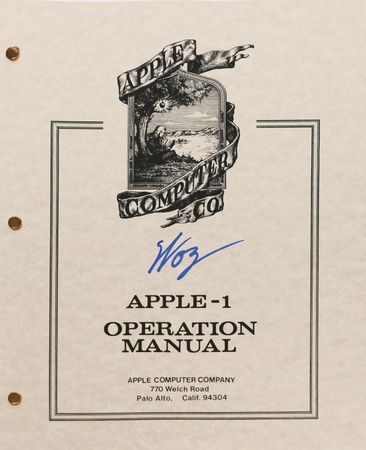 APPLE
COMPUTER
CO
Woz
APPLE-1
OPERATION
MANUAL
APPLE COMPUTER COMPANY
770 Welch Road
Palo Alto, Calif. 94304